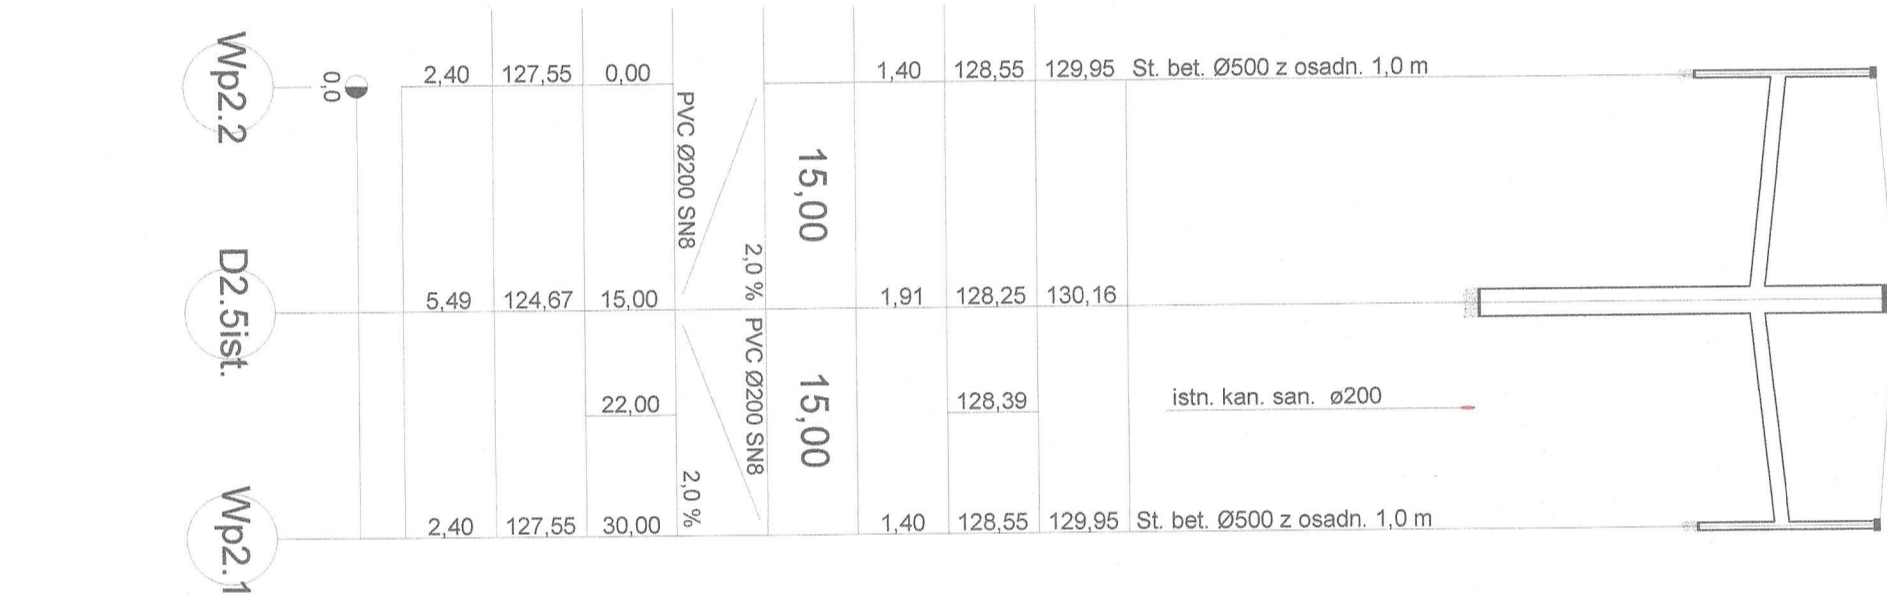 Wp2.2
0,0
2,40 127,55 0,00 1,40 128,55 129,95 St. bet. Ø500 z osadn. 1,0 m
PVC Ø200 SN8
2,0 %
15,00
D2.5ist.
5,49 124,67 15,00 1,91 128,25 130,16
PVC Ø200 SN8
2,0 %
15,00
22,00 128,39 istn. kan. san. ø200
Wp2.1
2,40 127,55 30,00 1,40 128,55 129,95 St. bet. Ø500 z osadn. 1,0 m